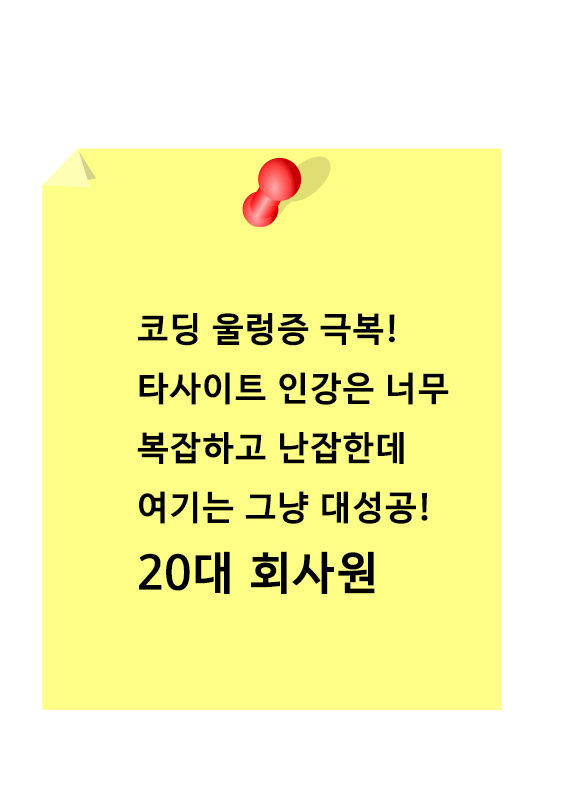 코딩 울렁증 극복!
타사이트 인강은 너무
복잡하고 난잡한데
여기는 그냥 대성공!
20대 회사원